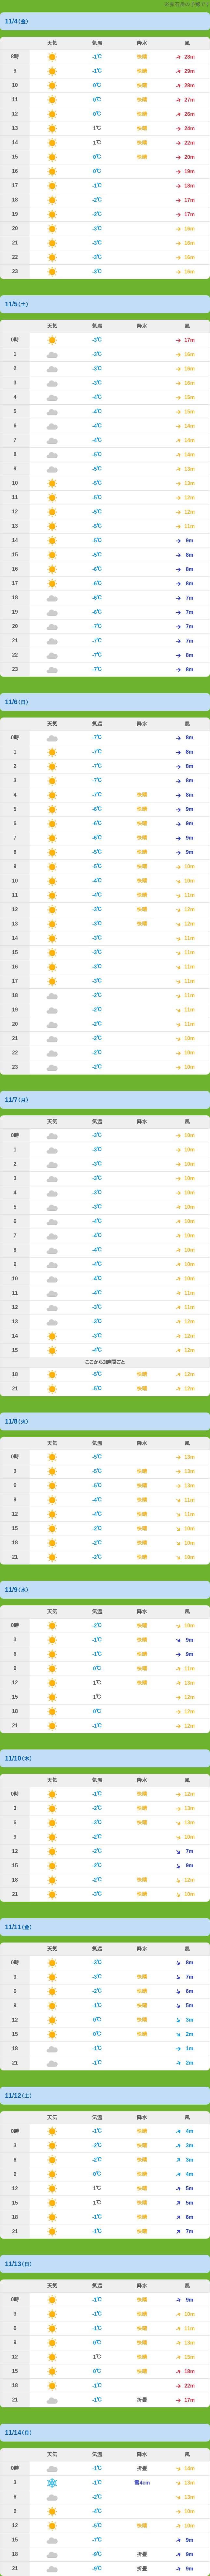 の予報です
11/4(金)
天気 気温 降水 風
8時 -1℃ 快晴 28m
9 -1℃ 快晴 29m
10 0℃ 快晴 28m
11 0℃ 快晴 27m
12 0℃ 快晴 26m
13 1℃ 快晴 24m
14 1℃ 快晴 22m
15 0℃ 快晴 20m
16 0℃ 19m
17 -1℃ 18m
18 -2℃ 17m
19 -2℃ 17m
20 -3℃ 16m
21 -3℃ 16m
22 -3℃ 16m
23 -3℃ 16m
11/5(土)
天気 気温 降水 風
0時 -3℃ 17m
1 -3℃ 16m
2 -3℃ 16m
3 -3℃ 16m
4 -4℃ 15m
5 -4℃ 15m
6 -4℃ 14m
7 -4℃ 14m
8 -5℃ 14m
9 -5℃ 13m
10 -5℃ 13m
11 -5℃ 12m
12 -5℃ 12m
13 -5℃ 11m
14 -5℃ 9m
15 -5℃ 8m
16 -6℃ 8m
17 -6℃ 8m
18 -6℃ 7m
19 -6℃ 7m
20 -7℃ 7m
21 -7℃ 7m
22 -7℃ 8m
23 -7℃ 8m
11/6(日)
天気 気温 降水 風
0時 -7℃ 8m
1 -7℃ 8m
2 -7℃ 8m
3 -7℃ 8m
4 -7℃ 快晴 8m
5 -6℃ 快晴 9m
6 -6℃ 快晴 9m
7 -6℃ 快晴 9m
8 -5℃ 快晴 9m
9 -5℃ 快晴 10m
10 -4℃ 快晴 10m
11 -4℃ 快晴 11m
12 -3℃ 快晴 12m
13 -3℃ 快晴 12m
14 -3℃ 11m
15 -3℃ 11m
16 -3℃ 11m
17 -3℃ 11m
18 -2℃ 11m
19 -2℃ 11m
20 -2℃ 11m
21 -2℃ 10m
22 -2℃ 10m
23 -2℃ 10m
11/7(月)
天気 気温 降水 風
0時 -3℃ 10m
1 -3℃ 10m
2 -3℃ 10m
3 -3℃ 10m
4 -3℃ 10m
5 -3℃ 10m
6 -4℃ 10m
7 -4℃ 10m
8 -4℃ 10m
9 -4℃ 10m
10 -4℃ 10m
11 -4℃ 11m
12 -3℃ 11m
13 -3℃ 12m
14 -3℃ 12m
15 -4℃ 12m
ここから3時間ごと
18 -5℃ 快晴 12m
21 -5℃ 快晴 12m
11/8(火)
天気 気温 降水 風
0時 -5℃ 快晴 13m
3 -5℃ 快晴 13m
6 -5℃ 快晴 13m
9 -4℃ 快晴 11m
12 -4℃ 快晴 11m
15 -2℃ 快晴 10m
18 -2℃ 快晴 10m
21 -2℃ 快晴 10m
11/9(水)
天気 気温 降水 風
0時 -2℃ 快晴 10m
3 -1℃ 快晴 9m
6 -1℃ 快晴 9m
9 0℃ 快晴 11m
12 1℃ 快晴 13m
15 1℃ 12m
18 0℃ 12m
21 -1℃ 12m
11/10(木)
天気 気温 降水 風
0時 -1℃ 快晴 12m
3 -2℃ 快晴 13m
6 -3℃ 快晴 13m
9 -2℃ 10m
12 -2℃ 7m
15 -2℃ 9m
18 -2℃ 快晴 12m
21 -3℃ 快晴 10m
11/11(金)
天気 気温 降水 風
0時 -3℃ 8m
3 -3℃ 快晴 7m
6 -2℃ 快晴 6m
9 -1℃ 快晴 5m
12 0℃ 快晴 3m
15 0℃ 快晴 2m
18 -1℃ 1m
21 -1℃ 2m
11/12(土)
天気 気温 降水 風
0時 -1℃ 快晴 4m
3 -2℃ 快晴 3m
6 -2℃ 快晴 3m
9 0℃ 快晴 4m
12 1℃ 快晴 5m
15 1℃ 快晴 5m
18 -1℃ 快晴 6m
21 -1℃ 快晴 7m
11/13(日)
天気 気温 降水 風
0時 -1℃ 快晴 9m
3 -1℃ 快晴 10m
6 -1℃ 快晴 11m
9 0℃ 快晴 13m
12 1℃ 快晴 15m
15 0℃ 快晴 18m
18 -1℃ 22m
21 -1℃ 折畳 17m
11/14(月)
天気 気温 降水 風
0時 -1℃ 折畳 14m
3 -1℃ 雪4cm 13m
6 -2℃ 13m
9 -4℃ 10m
12 -5℃ 快晴 10m
15 -7℃ 9m
18 -9℃ 折畳 9m
21 -9℃ 折畳 9m